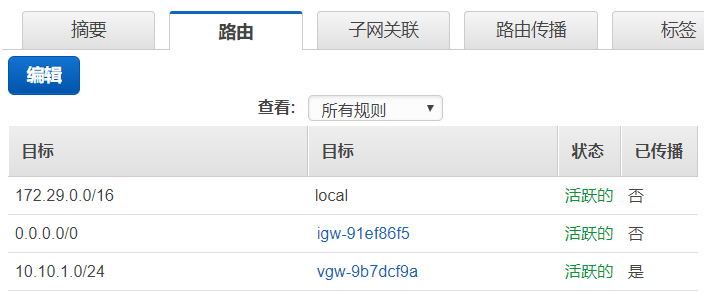 摘要 路由 子网关联 路由传播 标签
编辑
查看: 所有规则
目标 目标 状态 已传播
172.29.0.0/16 local 活跃的 否
0.0.0.0/0 igw-91ef86f5 活跃的 否
10.10.1.0/24 vgw-9b7dcf9a 活跃的 是